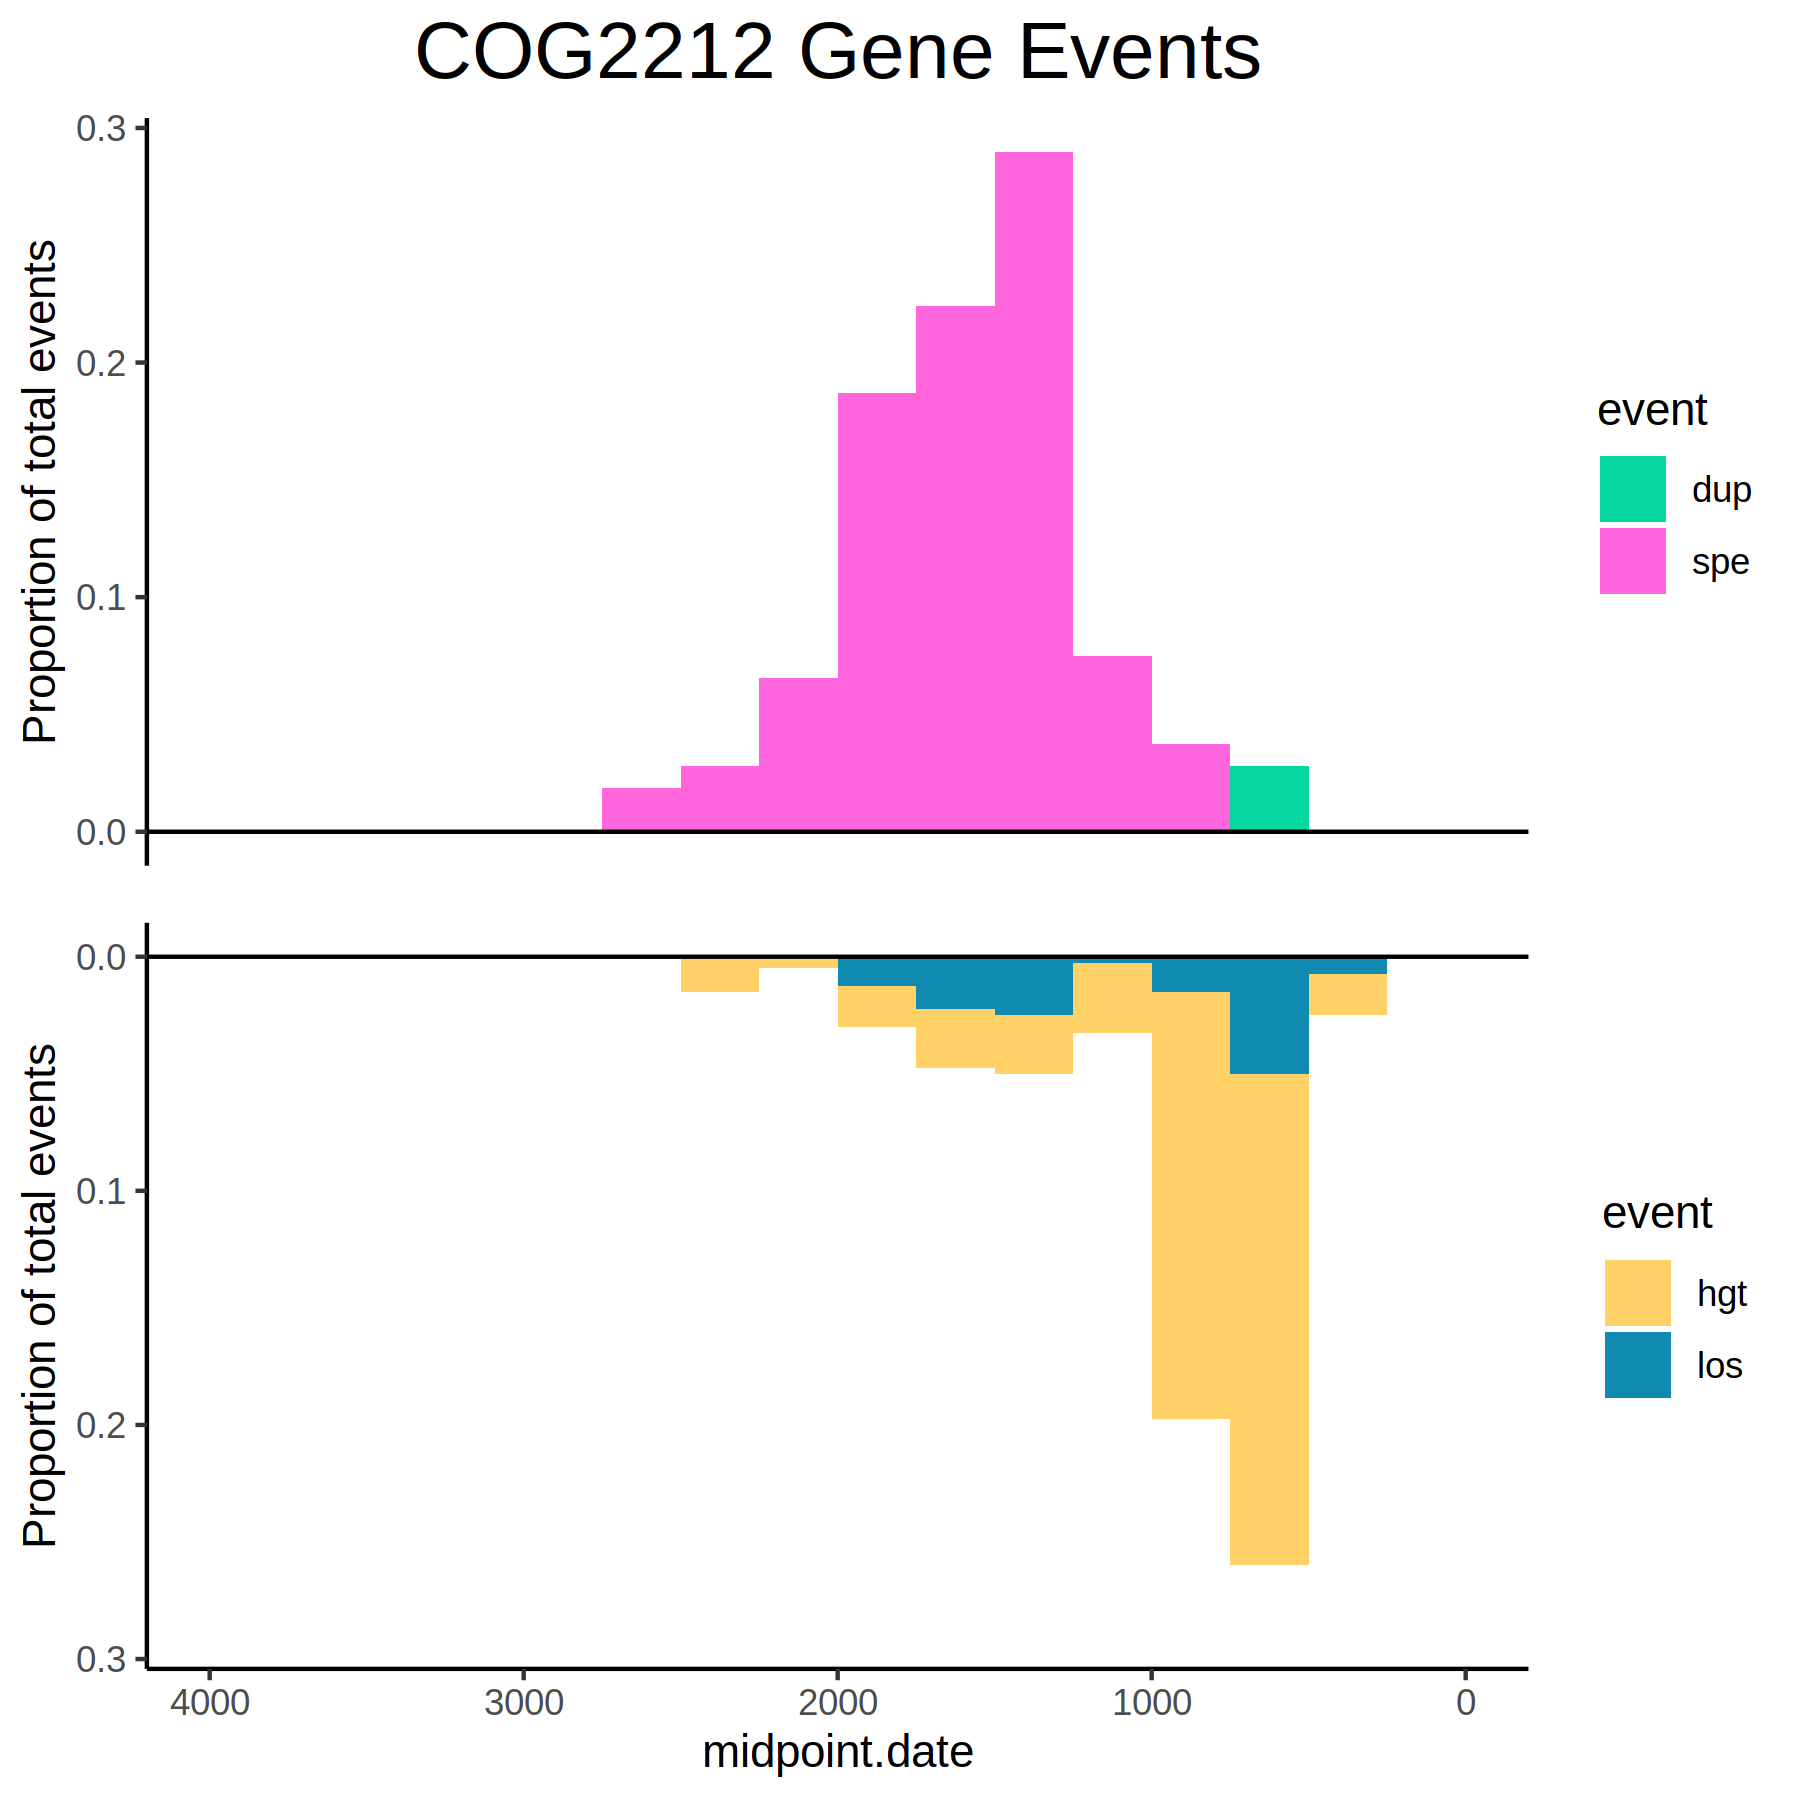 COG2212 Gene Events
Proportion of total events
0.3
0.2
0.1
0.0
event
dup
spe
Proportion of total events
0.0
0.1
0.2
0.3
event
hgt
los
4000 3000 2000 1000 0
midpoint.date